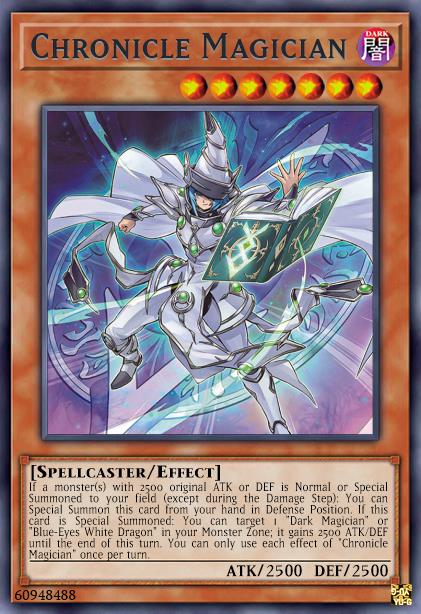 CHRONICLE MAGICIAN
DARK
闇
[SPELLCASTER/EFFECT]
If a monster(s) with 2500 original ATK or DEF is Normal or Special
Summoned to your field (except during the Damage Step): You can
Special Summon this card from your hand in Defense Position. If this
card is Special Summoned: You can target 1 "Dark Magician" or
"Blue-Eyes White Dragon" in your Monster Zone; it gains 2500 ATK/DEF
until the end of this turn. You can only use each effect of "Chronicle
Magician" once per turn.
ATK/2500 DEF/2500
60948488